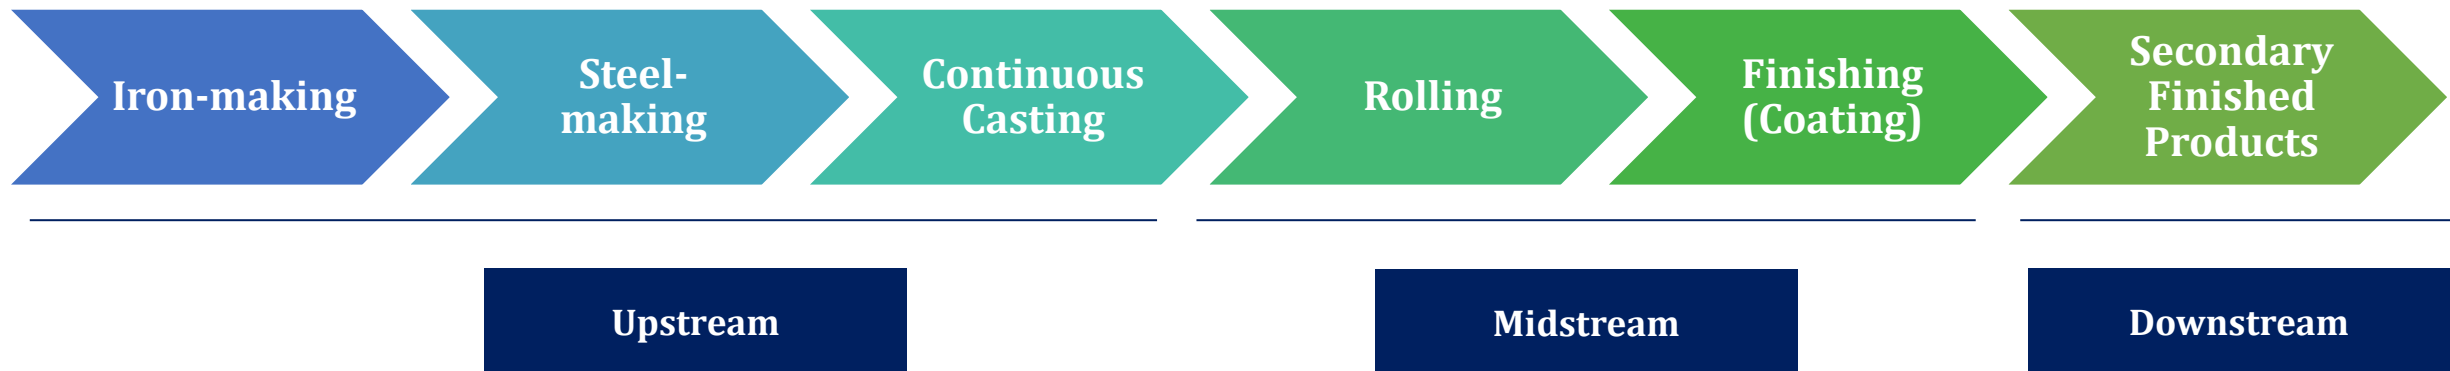 Iron-making
Steel-
making
Continuous
Casting
Rolling
Finishing
(Coating)
Secondary
Finished
Products
Upstream
Midstream
Downstream